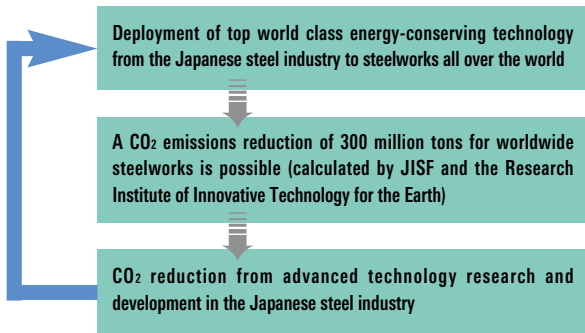 Deployment of top world class energy-conserving technology
from the Japanese steel industry to steelworks all over the world
A CO₂ emissions reduction of 300 million tons for worldwide
steelworks is possible (calculated by JISF and the Research
Institute of Innovative Technology for the Earth)
CO₂ reduction from advanced technology research and
development in the Japanese steel industry